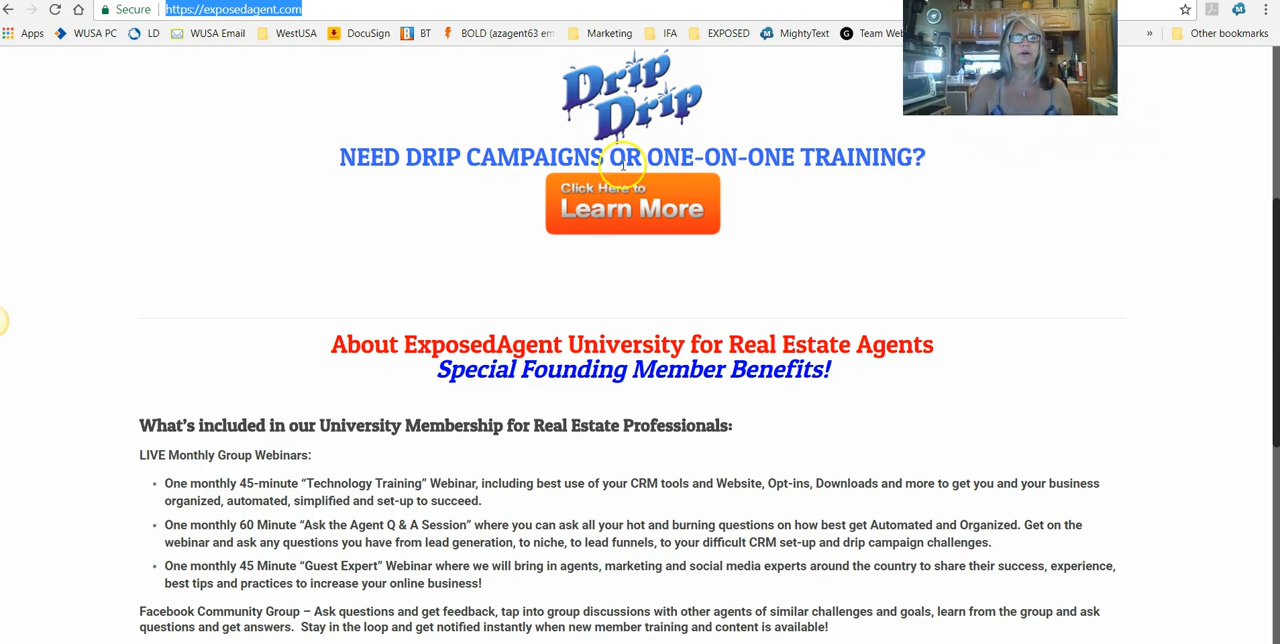 Secure https://exposedagent.com
Apps WUSA PC LD WUSA Email WestUSA DocuSign BT BOLD (azagent63 em Marketing IFA EXPOSED MightyText Team Web » Other bookmarks
Drip
Drip
NEED DRIP CAMPAIGNS OR ONE-ON-ONE TRAINING?
Click Here to
Learn More
About ExposedAgent University for Real Estate Agents
Special Founding Member Benefits!
What's included in our University Membership for Real Estate Professionals:
LIVE Monthly Group Webinars:
• One monthly 45-minute “Technology Training” Webinar, including best use of your CRM tools and Website, Opt-ins, Downloads and more to get you and your business
organized, automated, simplified and set-up to succeed.
• One monthly 60 Minute “Ask the Agent Q & A Session” where you can ask all your hot and burning questions on how best get Automated and Organized. Get on the
webinar and ask any questions you have from lead generation, to niche, to lead funnels, to your difficult CRM set-up and drip campaign challenges.
• One monthly 45 Minute “Guest Expert” Webinar where we will bring in agents, marketing and social media experts around the country to share their success, experience,
best tips and practices to increase your online business!
Facebook Community Group – Ask questions and get feedback, tap into group discussions with other agents of similar challenges and goals, learn from the group and ask
questions and get answers. Stay in the loop and get notified instantly when new member training and content is available!